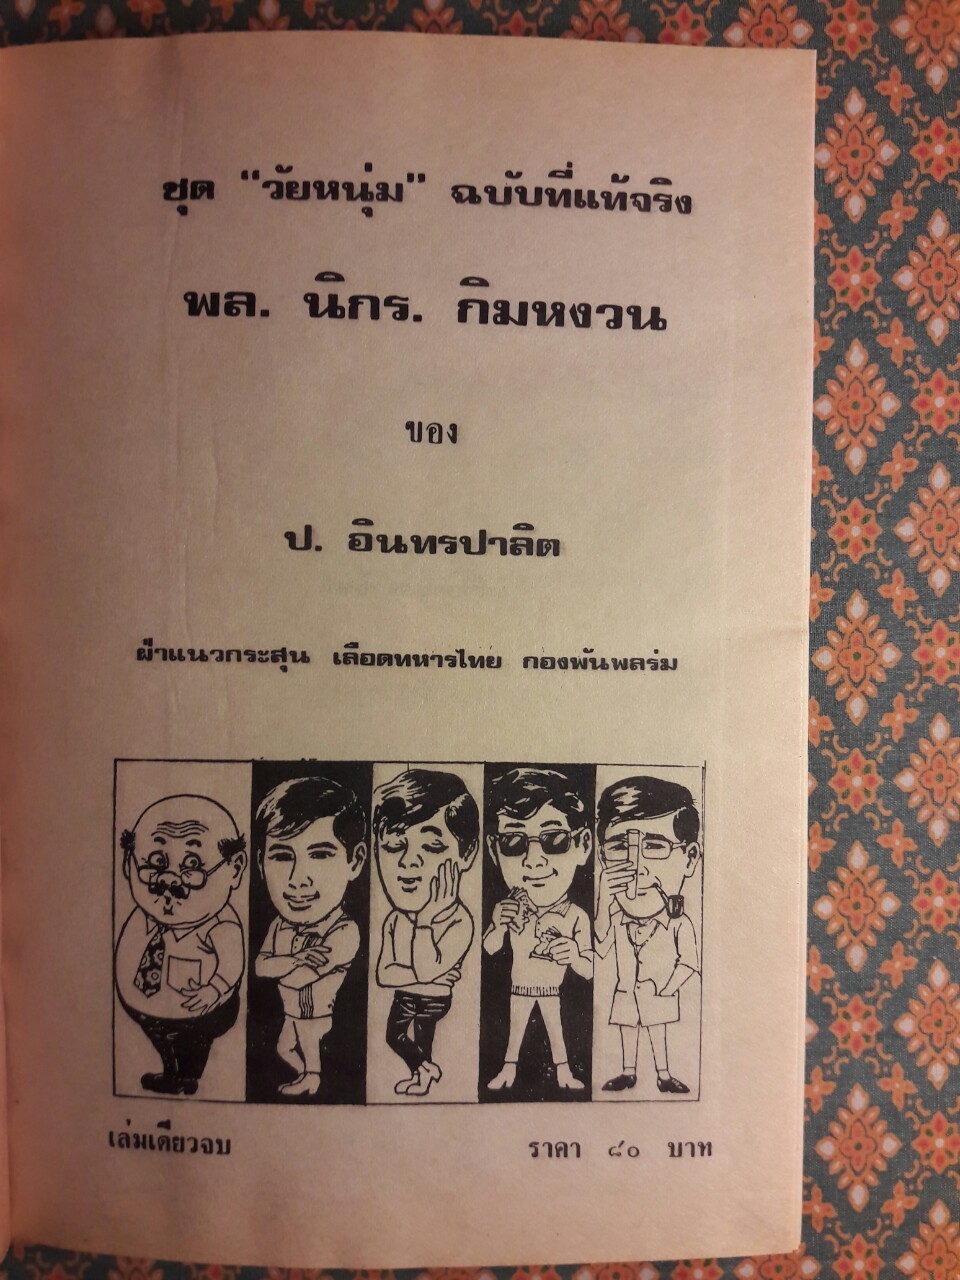 ชุด "วัยหนุ่ม" ฉบับที่แท้จริง
พล. นิกร. กิมหงวน
ของ
ป. อินทรปาลิต
ฝ่าแนวกระสุน เลือดทหารไทย กองพันพลร่ม
เล่มเดียวจบ ราคา ๘๐ บาท